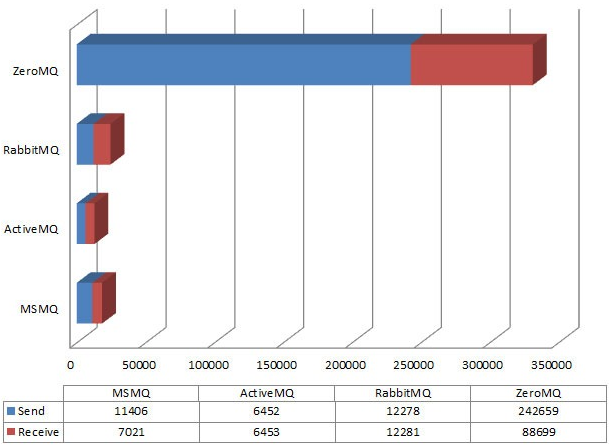 ZeroMQ
RabbitMQ
ActiveMQ
MSMQ
0 50000 100000 150000 200000 250000 300000 350000
MSMQ ActiveMQ RabbitMQ ZeroMQ
Send 11406 6452 12278 242659
Receive 7021 6453 12281 88699